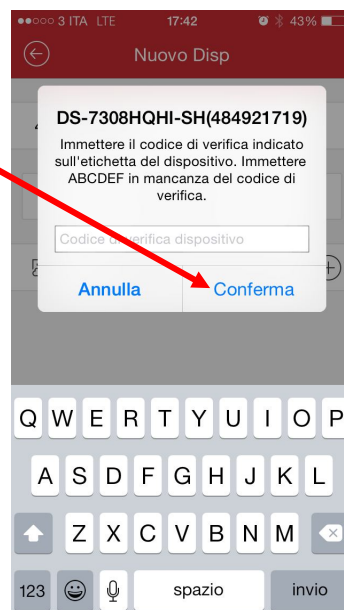 3 ITA LTE 17:42 43%
Nuovo Disp
DS-7308HQHI-SH(484921719)
Immettere il codice di verifica indicato
sull'etichetta del dispositivo. Immettere
ABCDEF in mancanza del codice di
verifica.
Codice di verifica dispositivo
Annulla Conferma
Q W E R T Y U I O P
A S D F G H J K L
Z X C V B N M
123 spazio invio